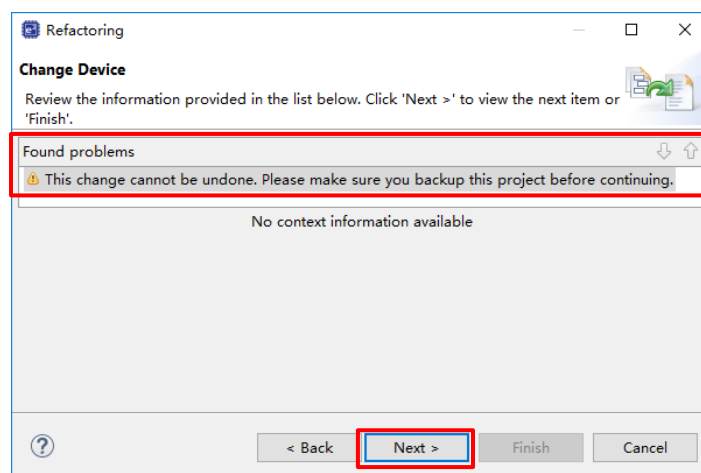 Refactoring
Change Device
Review the information provided in the list below. Click 'Next >' to view the next item or
'Finish'.
Found problems
This change cannot be undone. Please make sure you backup this project before continuing.
No context information available
< Back
Next >
Finish
Cancel